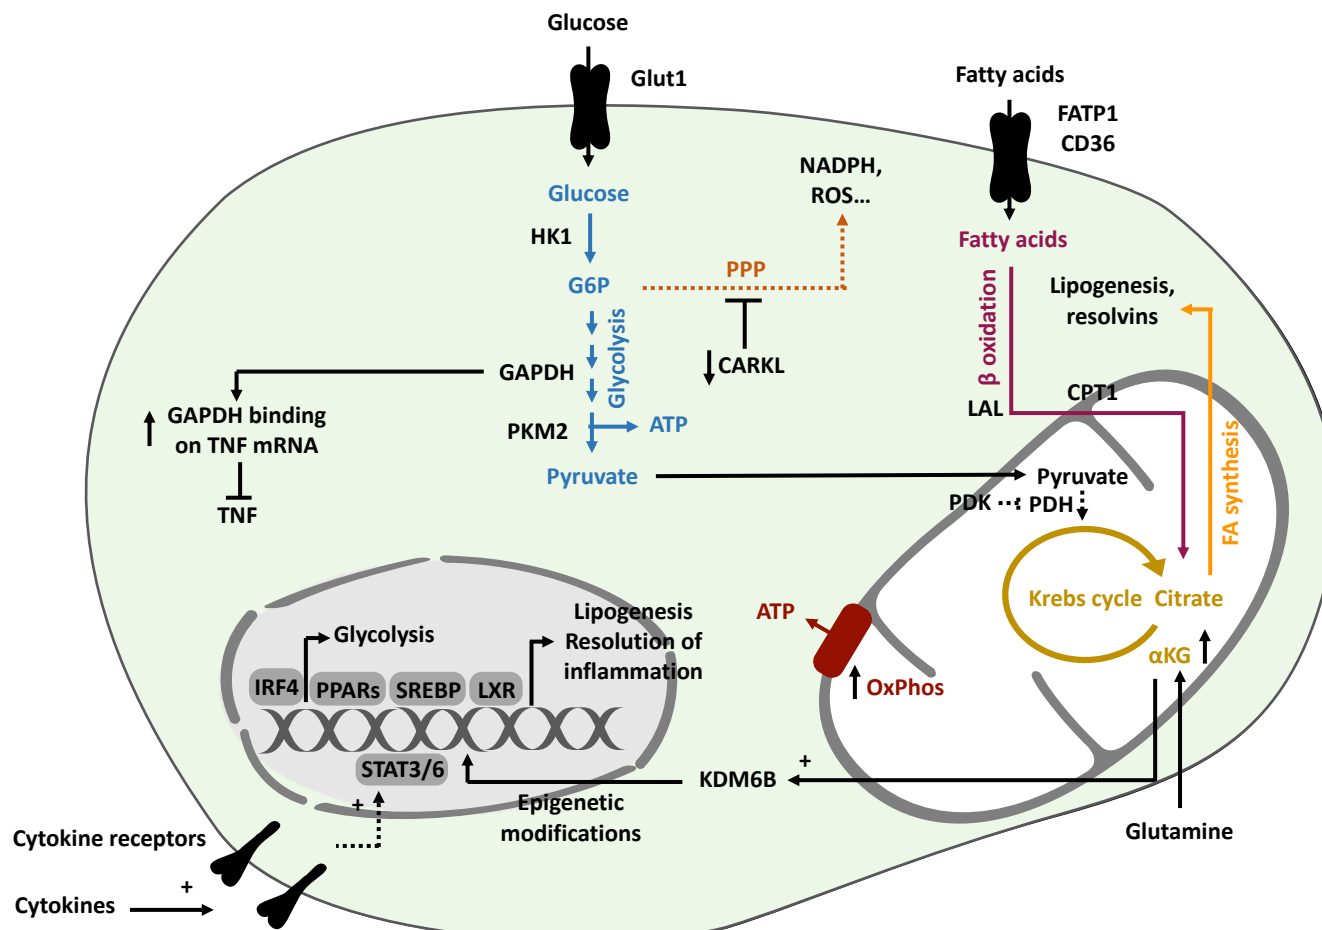 Glucose
Glut1
Fatty acids
FATP1
CD36
NADPH,
ROS...
Glucose
HK1
Fatty acids
PPP
G6P
Lipogenesis,
resolvins
β oxidation
Glycolysis
GAPDH
CARKL
CPT1
LAL
GAPDH binding
on TNF mRNA
PKM2
ATP
FA synthesis
Pyruvate
Pyruvate
PDK
PDH
TNF
Krebs cycle
Citrate
ATP
Lipogenesis
Resolution of
inflammation
Glycolysis
αKG
OxPhos
IRF4
PPARs
SREBP
LXR
STAT3/6
+
KDM6B
+
Epigenetic
modifications
Glutamine
Cytokine receptors
+
Cytokines